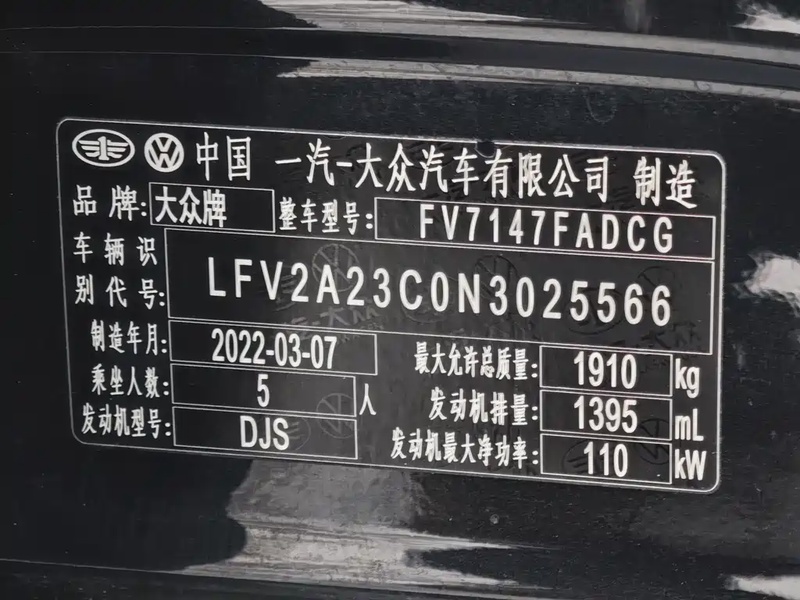 中国 一汽-大众汽车有限公司 制造
品牌: 大众牌 整车型号: FV7147FADCG
车辆识别代号: LFV2A23C0N3025566
制造年月: 2022-03-07 最大允许总质量: 1910 kg
乘坐人数: 5 人 发动机排量: 1395 mL
发动机型号: DJS 发动机最大净功率: 110 kW